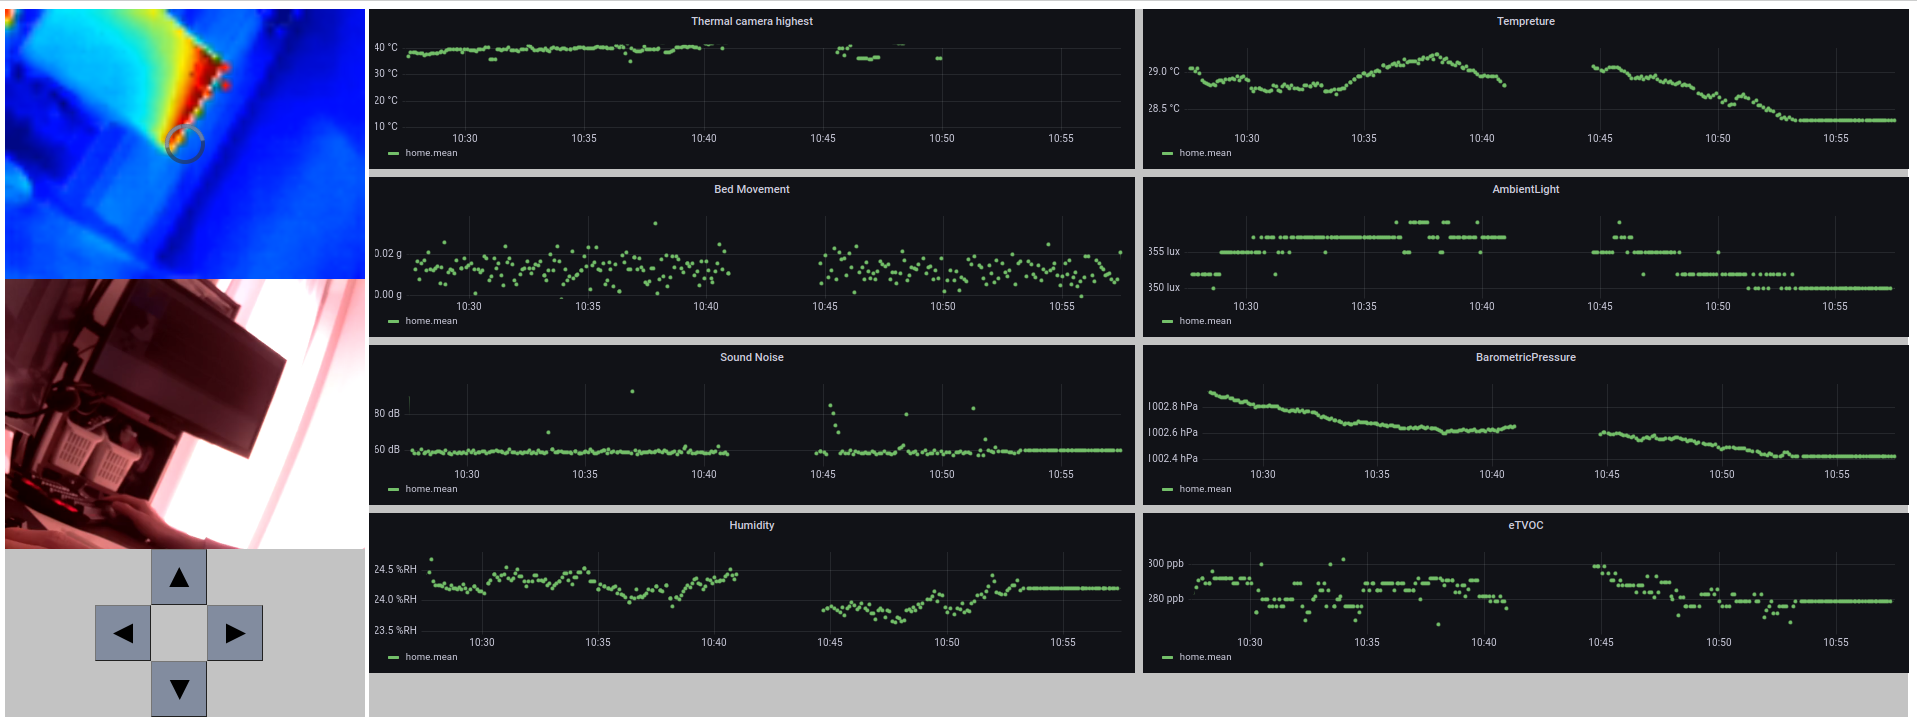 Thermal camera highest
40 °C
30 °C
20 °C
10 °C
10:30 10:35 10:40 10:45 10:50 10:55
home.mean
Tempreture
29.0 °C
28.5 °C
10:30 10:35 10:40 10:45 10:50 10:55
home.mean
Bed Movement
0.02 g
0.00 g
10:30 10:35 10:40 10:45 10:50 10:55
home.mean
AmbientLight
355 lux
350 lux
10:30 10:35 10:40 10:45 10:50 10:55
home.mean
Sound Noise
80 dB
60 dB
10:30 10:35 10:40 10:45 10:50 10:55
home.mean
BarometricPressure
1002.8 hPa
1002.6 hPa
1002.4 hPa
10:30 10:35 10:40 10:45 10:50 10:55
home.mean
Humidity
24.5 %RH
24.0 %RH
23.5 %RH
10:30 10:35 10:40 10:45 10:50 10:55
home.mean
eTVOC
300 ppb
280 ppb
10:30 10:35 10:40 10:45 10:50 10:55
home.mean